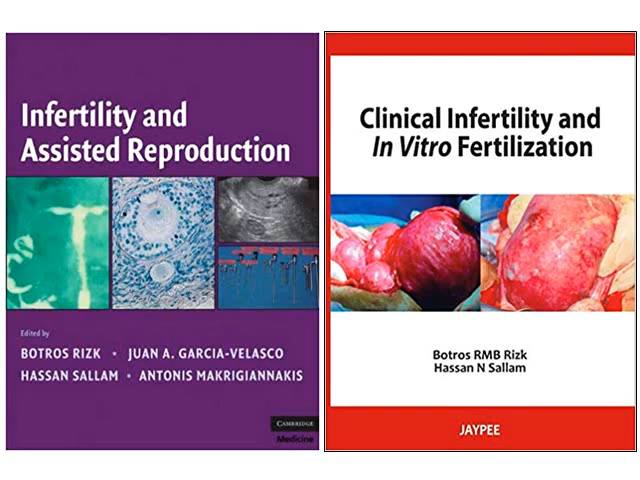 Infertility and
Assisted Reproduction
Edited by
BOTROS RIZK • JUAN A. GARCIA-VELASCO
HASSAN SALLAM • ANTONIS MAKRIGIANNAKIS
CAMBRIDGE
Medicine
Clinical Infertility and
In Vitro Fertilization
Botros RMB Rizk
Hassan N Sallam
JAYPEE